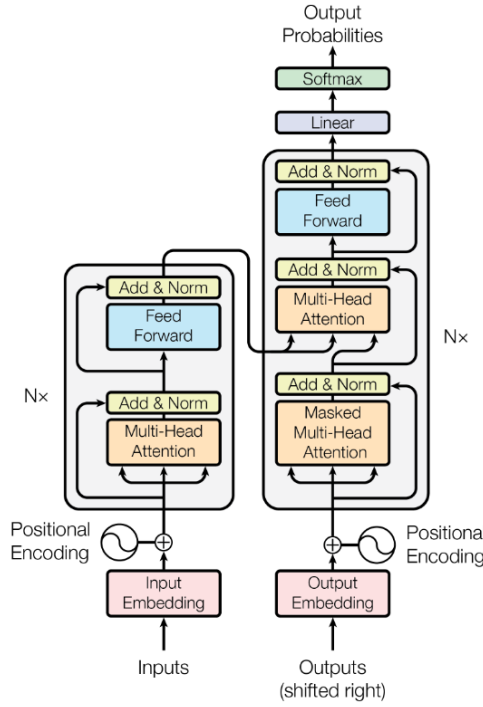 Output
Probabilities
Softmax
Linear
Add & Norm
Feed
Forward
Add & Norm
Multi-Head
Attention
Add & Norm
Masked
Multi-Head
Attention
Nx
Add & Norm
Feed
Forward
Add & Norm
Multi-Head
Attention
Nx
Positional
Encoding
Positiona
Encoding
Input
Embedding
Output
Embedding
Inputs
Outputs
(shifted right)